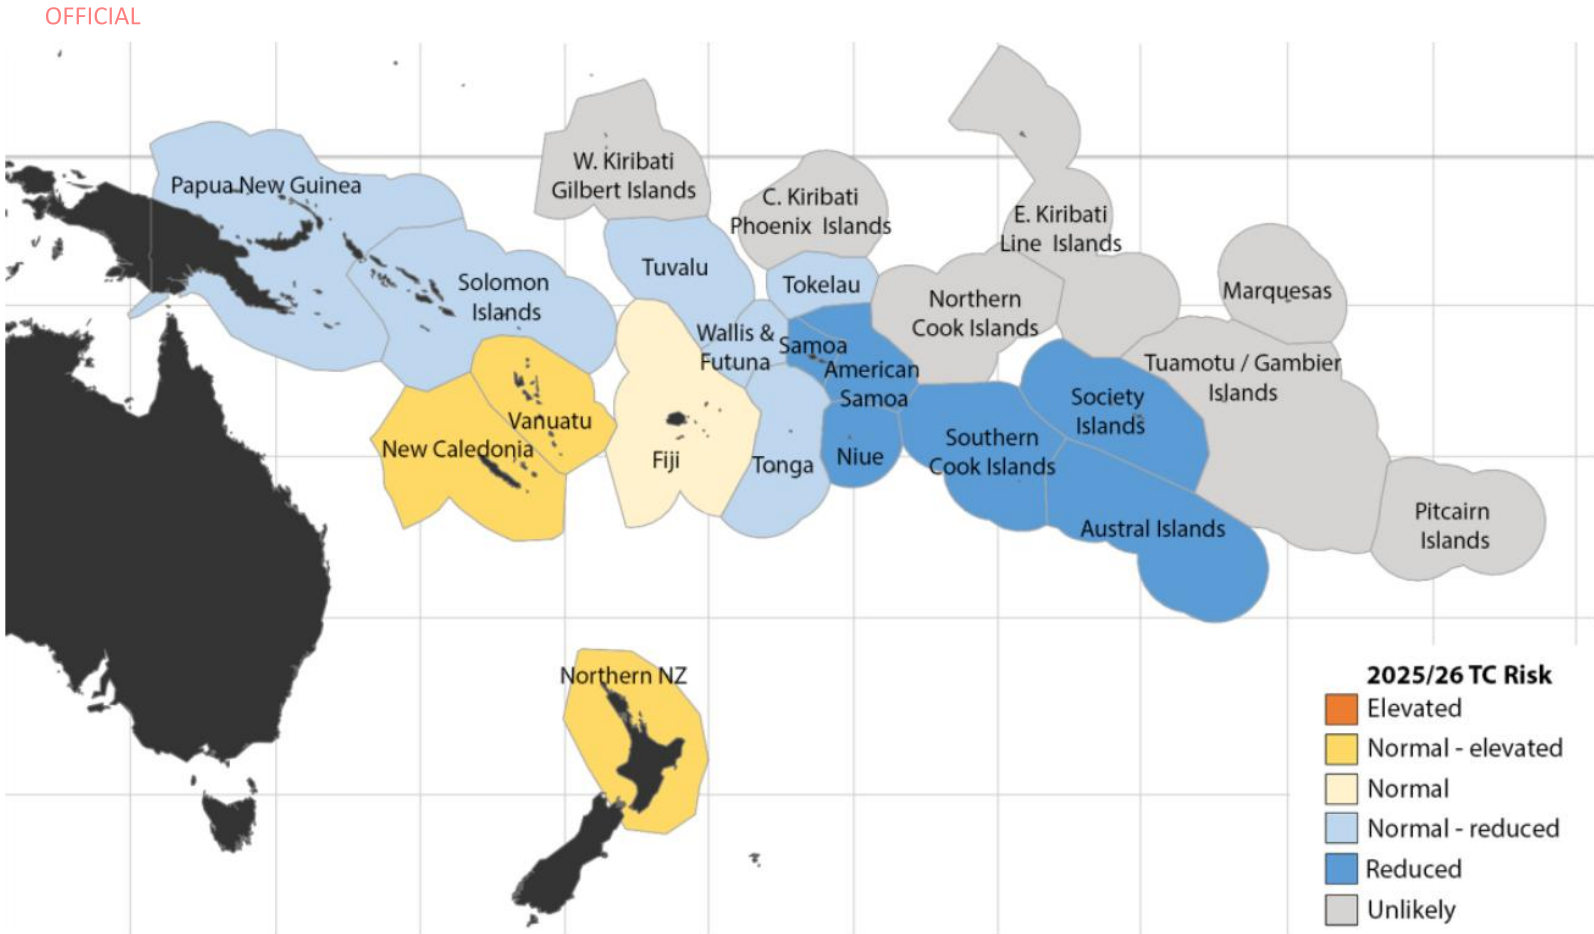 OFFICIAL
Papua New Guinea
W. Kiribati
Gilbert Islands
C. Kiribati
Phoenix Islands
E. Kiribati
Line Islands
Solomon
Islands
Tuvalu
Tokelau
Northern
Cook Islands
Marquesas
Wallis &
Futuna
Samoa
American
Samoa
Tuamotu / Gambier
Islands
Vanuatu
New Caledonia
Fiji
Tonga
Niue
Southern
Cook Islands
Society
Islands
Austral Islands
Pitcairn
Islands
Northern NZ
2025/26 TC Risk
Elevated
Normal - elevated
Normal
Normal - reduced
Reduced
Unlikely